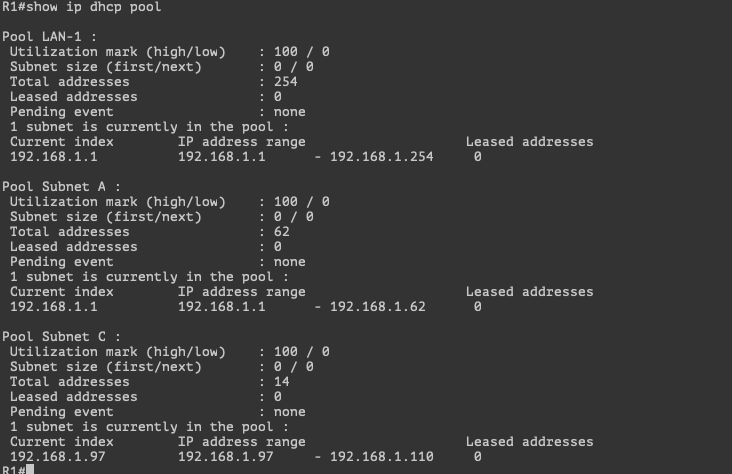 R1#show ip dhcp pool
Pool LAN-1 :
Utilization mark (high/low) : 100 / 0
Subnet size (first/next) : 0 / 0
Total addresses : 254
Leased addresses : 0
Pending event : none
1 subnet is currently in the pool :
Current index IP address range Leased addresses
192.168.1.1 192.168.1.1 - 192.168.1.254 0
Pool Subnet A :
Utilization mark (high/low) : 100 / 0
Subnet size (first/next) : 0 / 0
Total addresses : 62
Leased addresses : 0
Pending event : none
1 subnet is currently in the pool :
Current index IP address range Leased addresses
192.168.1.1 192.168.1.1 - 192.168.1.62 0
Pool Subnet C :
Utilization mark (high/low) : 100 / 0
Subnet size (first/next) : 0 / 0
Total addresses : 14
Leased addresses : 0
Pending event : none
1 subnet is currently in the pool :
Current index IP address range Leased addresses
192.168.1.97 192.168.1.97 - 192.168.1.110 0
R1#